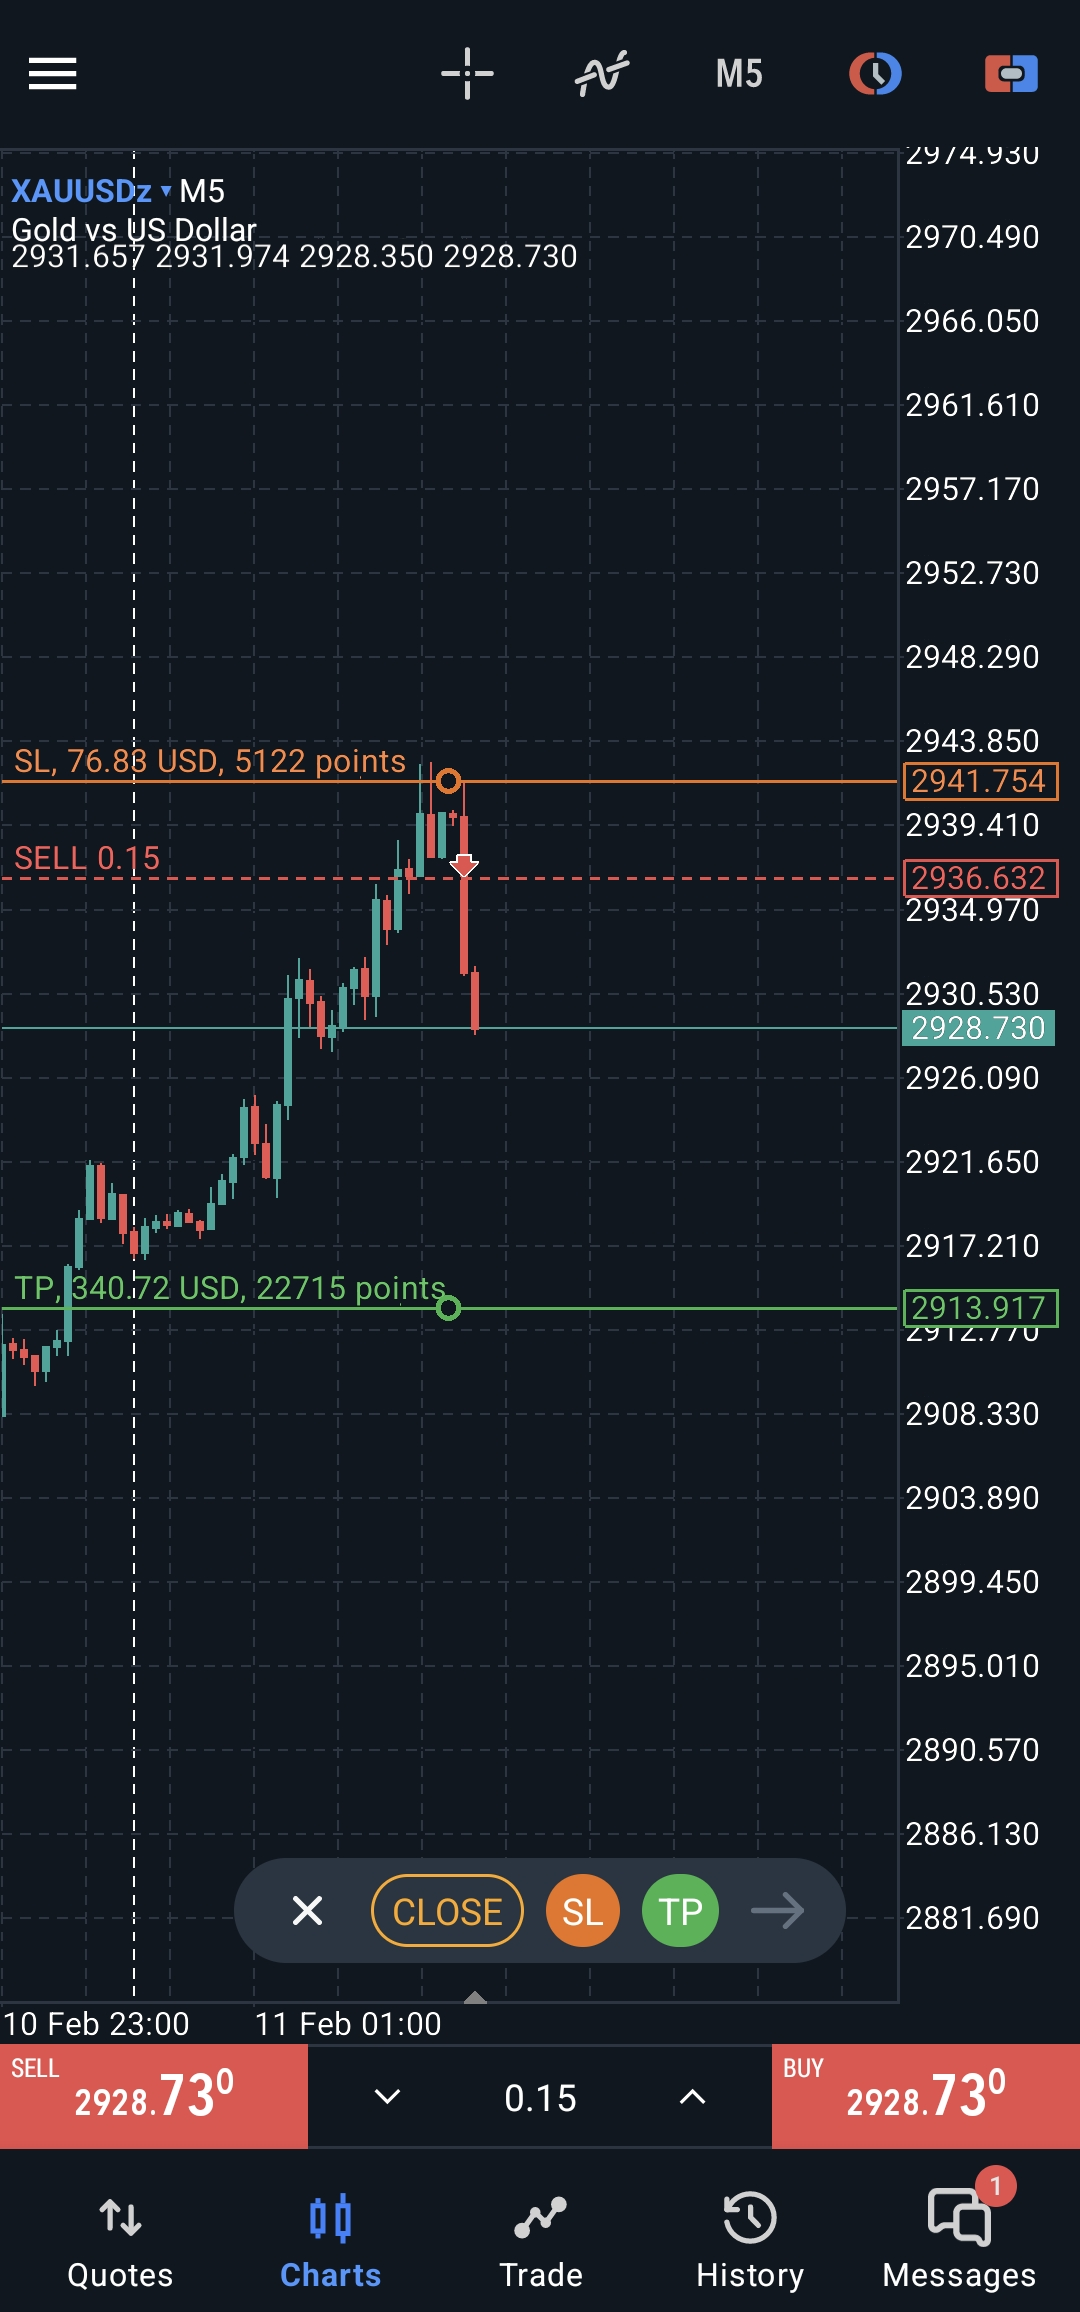 M5
2974.930
XAUUSDz ▾ M5
Gold vs US Dollar
2931.657 2931.974 2928.350 2928.730
2970.490
2966.050
2961.610
2957.170
2952.730
2948.290
2943.850
SL, 76.83 USD, 5122 points
2941.754
2939.410
SELL 0.15
2936.632
2934.970
2930.530
2928.730
2926.090
2921.650
2917.210
TP, 340.72 USD, 22715 points
2913.917
2912.770
2908.330
2903.890
2899.450
2895.010
2890.570
2886.130
CLOSE SL TP
2881.690
10 Feb 23:00 11 Feb 01:00
SELL 2928.730
0.15
BUY 2928.730
1
Quotes Charts Trade History Messages